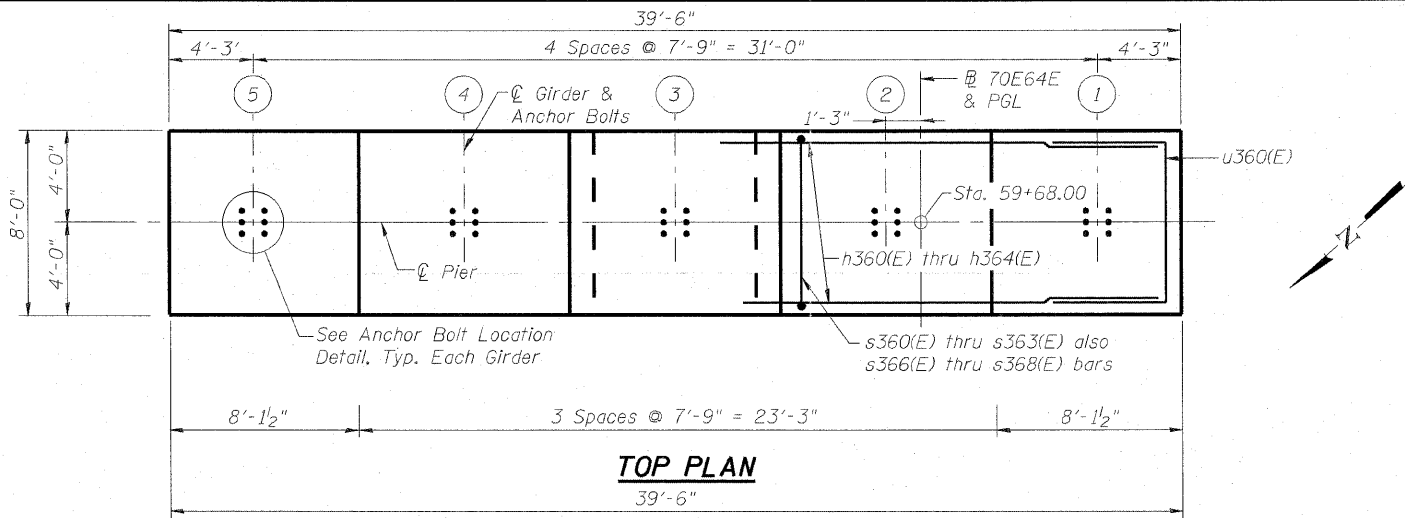 39'-6"
4'-3'
4 Spaces @ 7'-9" = 31'-0"
4'-3"
5
4
3
2
1
℄ Girder &
Anchor Bolts
70E64E
& PGL
1'-3"
u360(E)
8'-0"
4'-0"
4'-0"
Sta. 59+68.00
℄ Pier
h360(E) thru h364(E)
N
See Anchor Bolt Location
Detail, Typ. Each Girder
s360(E) thru s363(E) also
s366(E) thru s368(E) bars
8'-1½"
3 Spaces @ 7'-9" = 23'-3"
8'-1½"
TOP PLAN
39'-6"